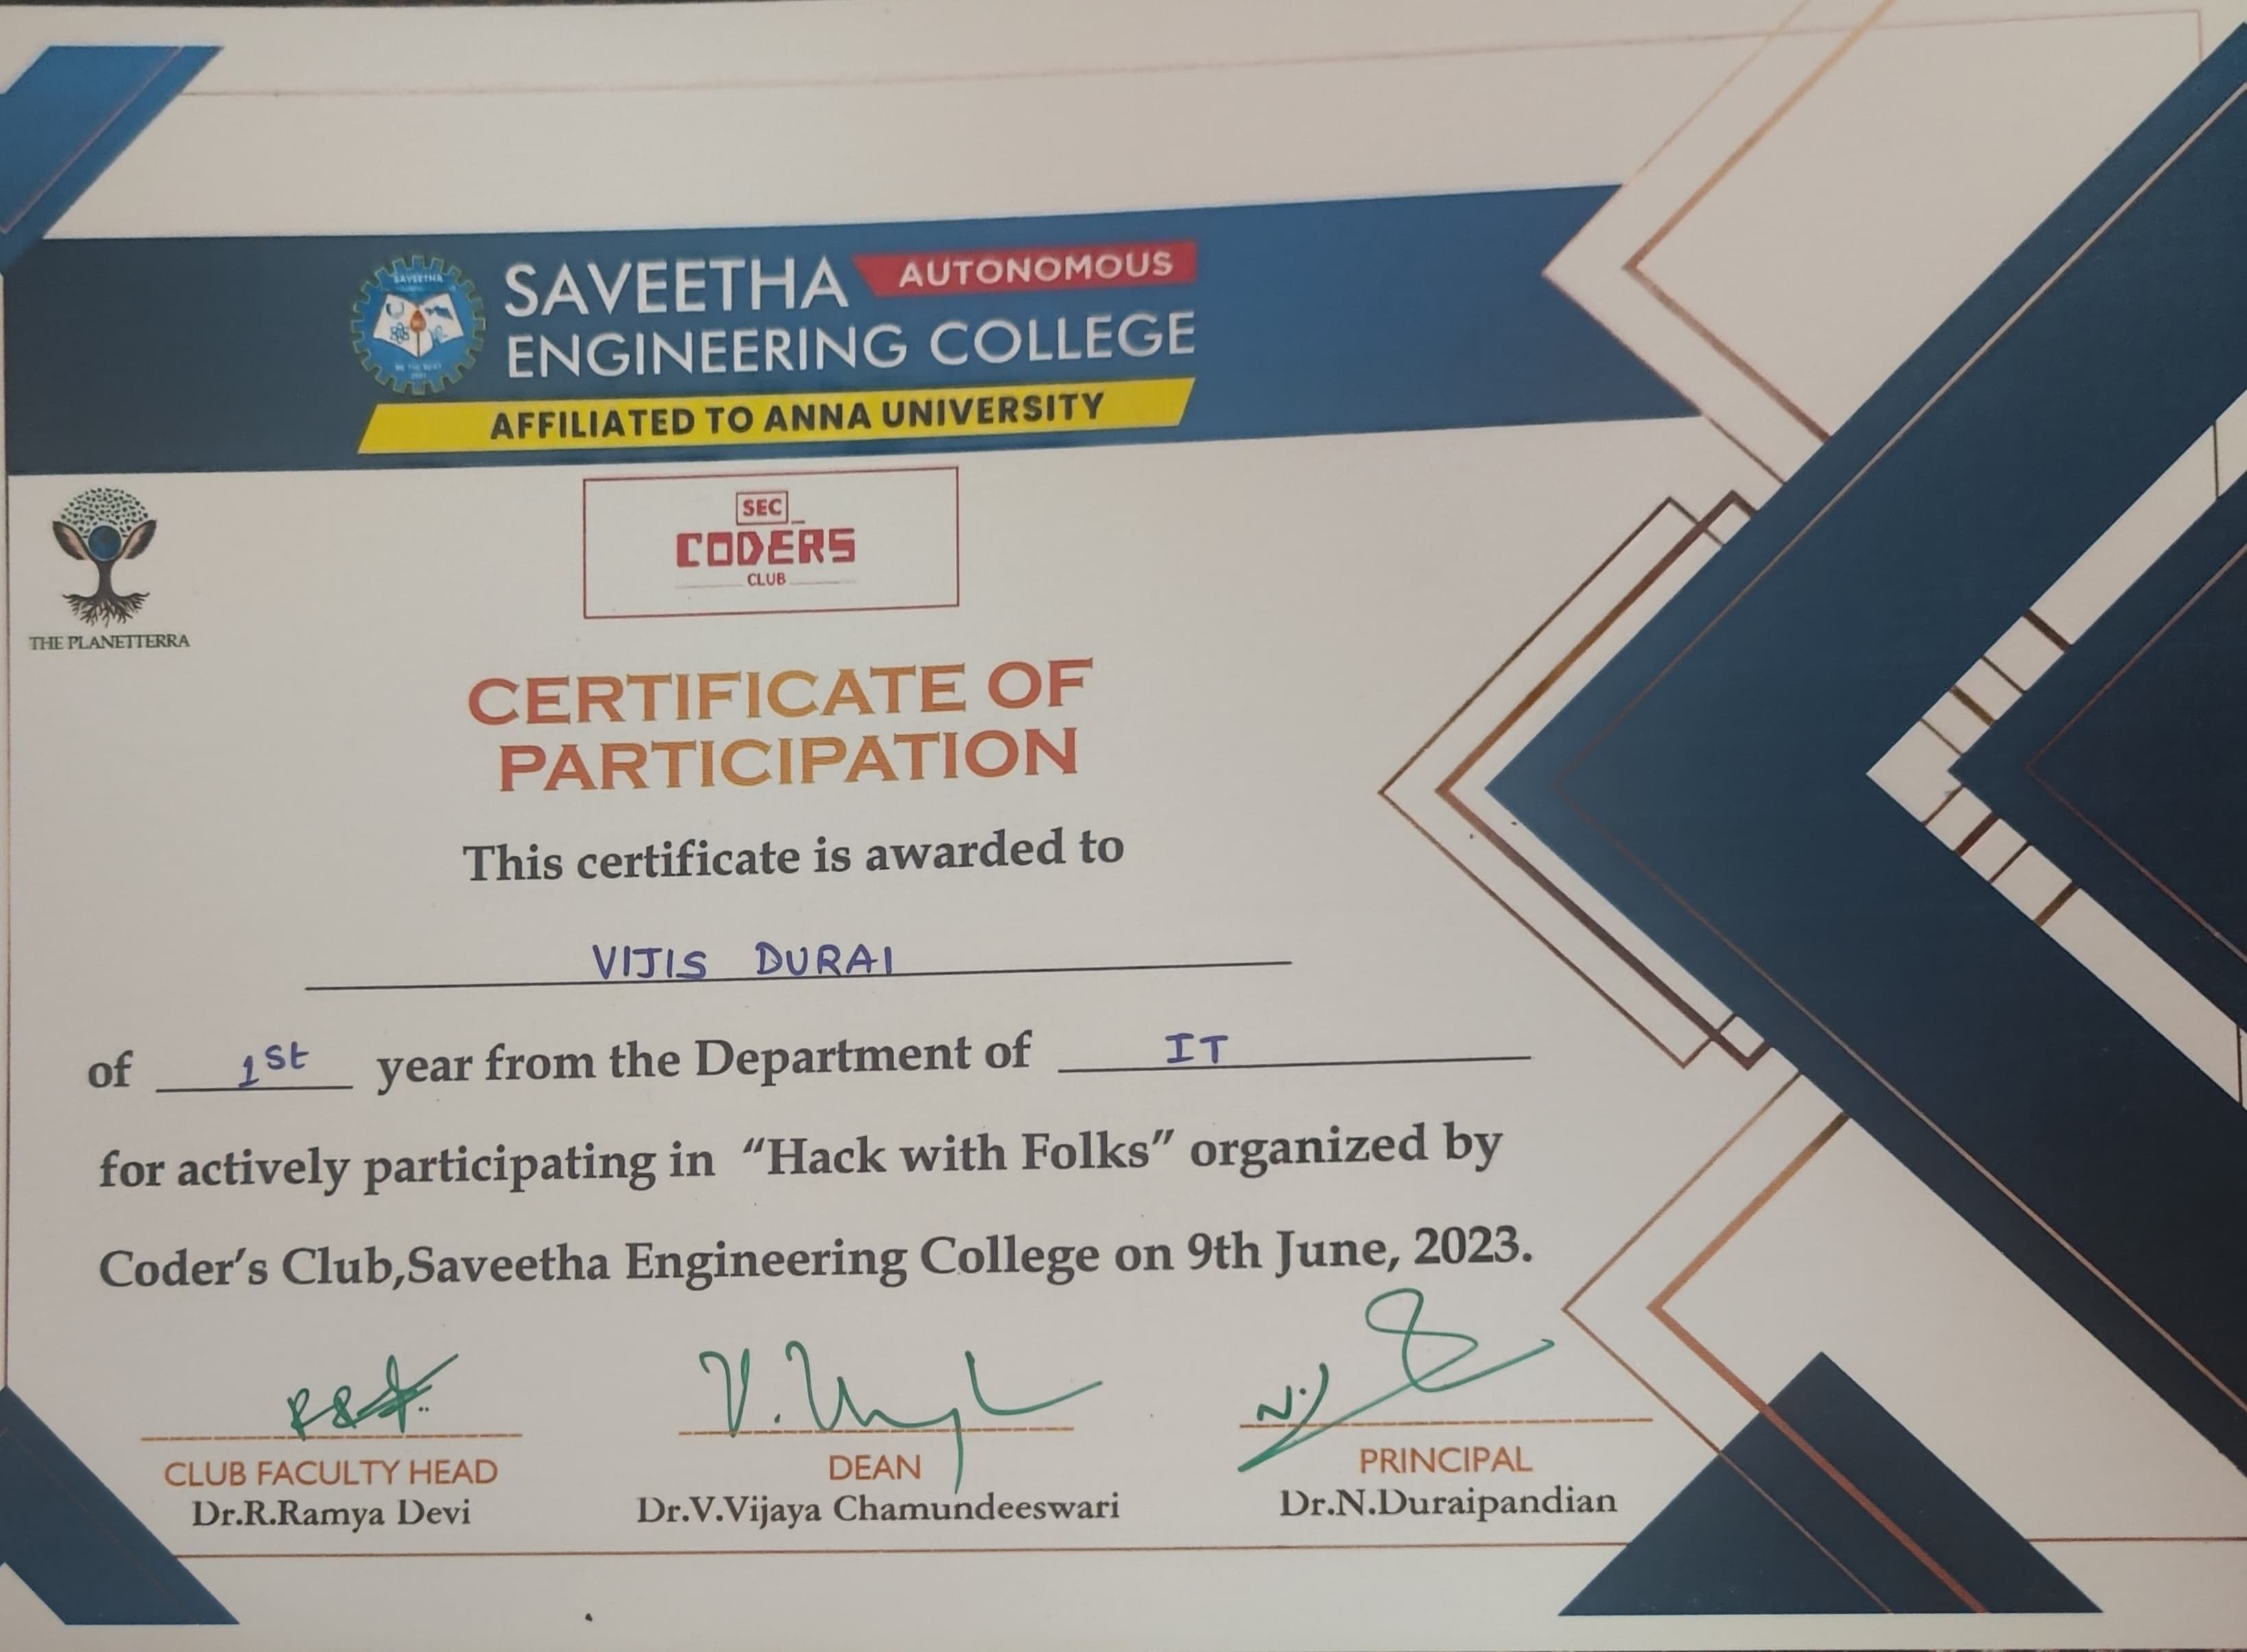 SAVEETHA AUTONOMOUS
ENGINEERING COLLEGE
AFFILIATED TO ANNA UNIVERSITY
SAVEETHA
THE PLANETTERRA
SEC
CODERS
CLUB
CERTIFICATE OF
PARTICIPATION
This certificate is awarded to
VIJIS DURAI
of 1st year from the Department of IT
for actively participating in “Hack with Folks” organized by
Coder’s Club,Saveetha Engineering College on 9th June, 2023.
CLUB FACULTY HEAD
Dr.R.Ramya Devi
DEAN
Dr.V.Vijaya Chamundeeswari
PRINCIPAL
Dr.N.Duraipandian